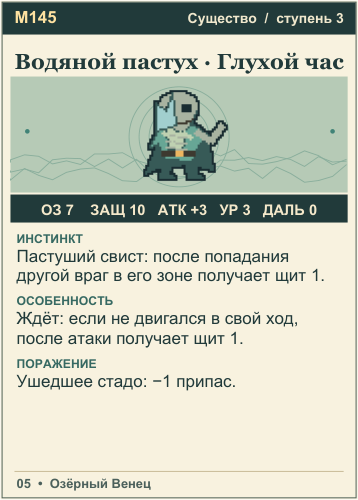 M145
Существо / ступень 3
Водяной пастух · Глухой час
ОЗ 7 ЗАЩ 10 АТК +3 УР 3 ДАЛЬ 0
ИНСТИНКТ
Пастуший свист: после попадания
другой враг в его зоне получает щит 1.
ОСОБЕННОСТЬ
Ждёт: если не двигался в свой ход,
после атаки получает щит 1.
ПОРАЖЕНИЕ
Ушедшее стадо: −1 припас.
05 • Озёрный Венец